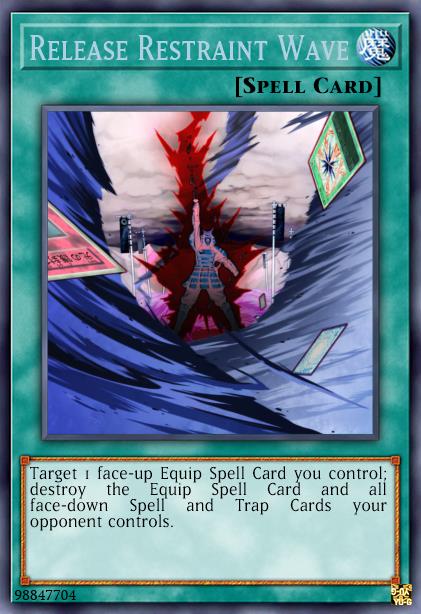 Release Restraint Wave
魔
[Spell Card]
Target 1 face-up Equip Spell Card you control;
destroy the Equip Spell Card and all
face-down Spell and Trap Cards your
opponent controls.
98847704